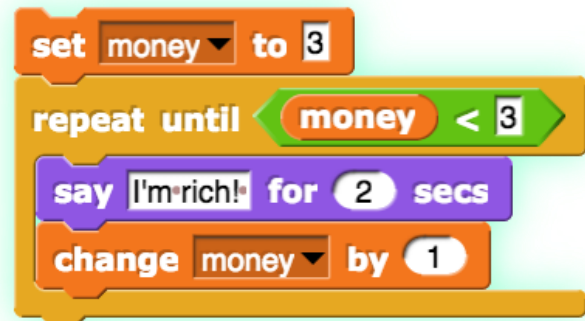 set money to 3
repeat until money < 3
say I'm rich! for 2 secs
change money by 1